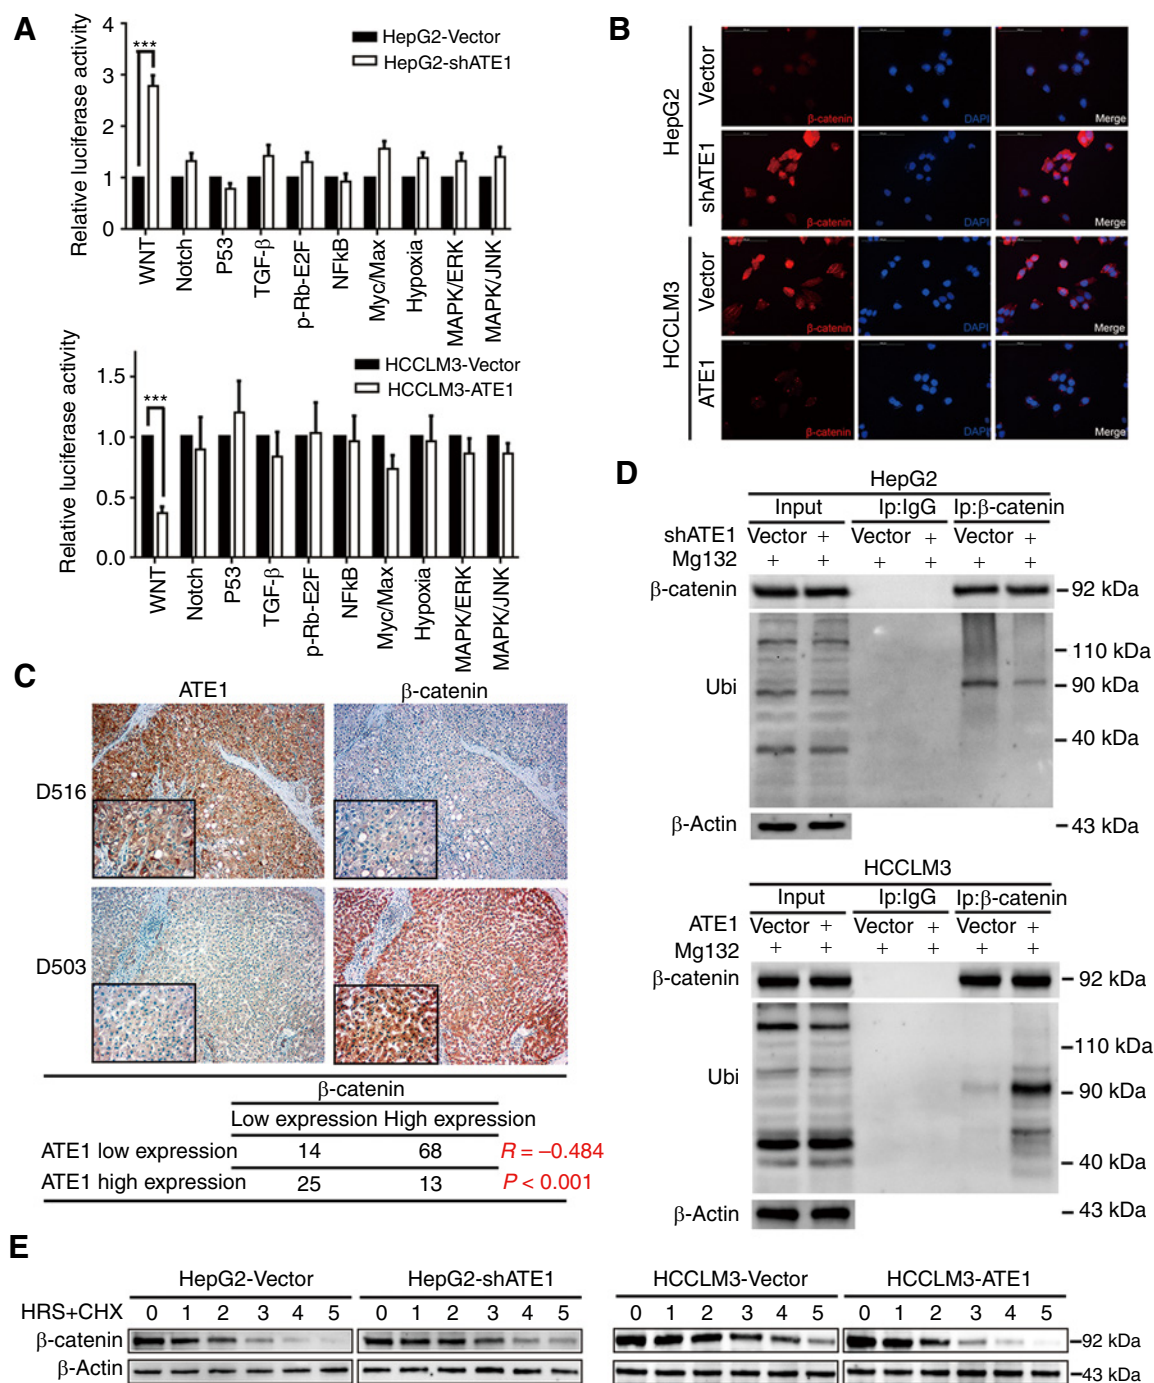 A
Relative luciferase activity
4
3
2
1
0
***
HepG2-Vector
HepG2-shATE1
WNT
Notch
P53
TGF-β
p-Rb-E2F
NFkB
Myc/Max
Hypoxia
MAPK/ERK
MAPK/JNK
Relative luciferase activity
1.5
1.0
0.5
0.0
***
HCCLM3-Vector
HCCLM3-ATE1
WNT
Notch
P53
TGF-β
p-Rb-E2F
NFkB
Myc/Max
Hypoxia
MAPK/ERK
MAPK/JNK
B
HepG2
Vector
β-catenin
DAPI
Merge
shATE1
β-catenin
DAPI
Merge
HCCLM3
Vector
β-catenin
DAPI
Merge
ATE1
β-catenin
DAPI
Merge
C
ATE1 β-catenin
D516
D503
β-catenin
Low expression High expression
ATE1 low expression 14 68 R = –0.484
ATE1 high expression 25 13 P < 0.001
D
HepG2
Input Ip:IgG Ip:β-catenin
shATE1 Vector + Vector + Vector +
Mg132 + + + + + +
β-catenin 92 kDa
110 kDa
Ubi 90 kDa
40 kDa
β-Actin 43 kDa
HCCLM3
Input Ip:IgG Ip:β-catenin
ATE1 Vector + Vector + Vector +
Mg132 + + + + + +
β-catenin 92 kDa
110 kDa
Ubi 90 kDa
40 kDa
β-Actin 43 kDa
E
HepG2-Vector HepG2-shATE1 HCCLM3-Vector HCCLM3-ATE1
HRS+CHX 0 1 2 3 4 5 0 1 2 3 4 5 0 1 2 3 4 5 0 1 2 3 4 5
β-catenin 92 kDa
β-Actin 43 kDa